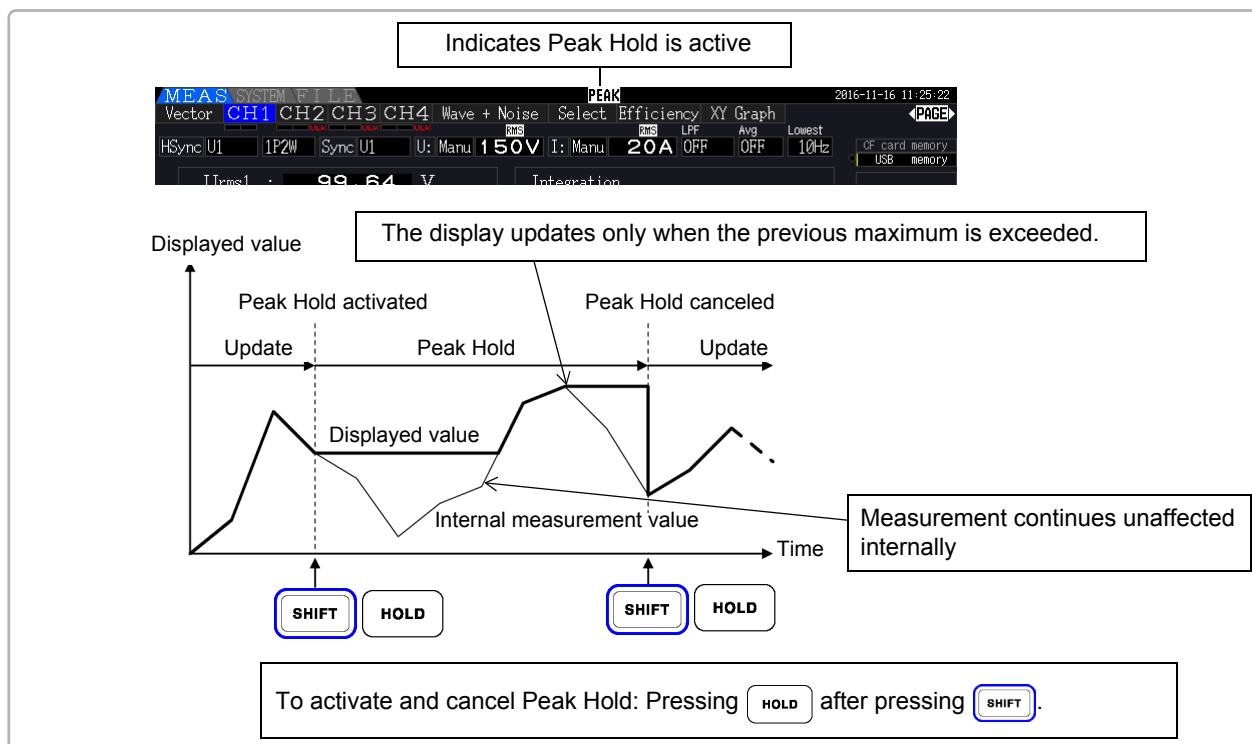 Indicates Peak Hold is active
MEAS SYSTEM FILE PEAK 2016-11-16 11:25:22
Vector CH1 CH2 CH3 CH4 Wave + Noise Select Efficiency XY Graph PAGE
RMS RMS LPF Avg Lowest
HSync U1 1P2W Sync U1 U: Manu 150V I: Manu 20A OFF OFF 10Hz CF card memory
USB memory
Urms1 : 99.64 V Integration
The display updates only when the previous maximum is exceeded.
Displayed value
Peak Hold activated Peak Hold canceled
Update Peak Hold Update
Displayed value
Internal measurement value
Measurement continues unaffected
internally
Time
SHIFT HOLD SHIFT HOLD
To activate and cancel Peak Hold: Pressing HOLD after pressing SHIFT.